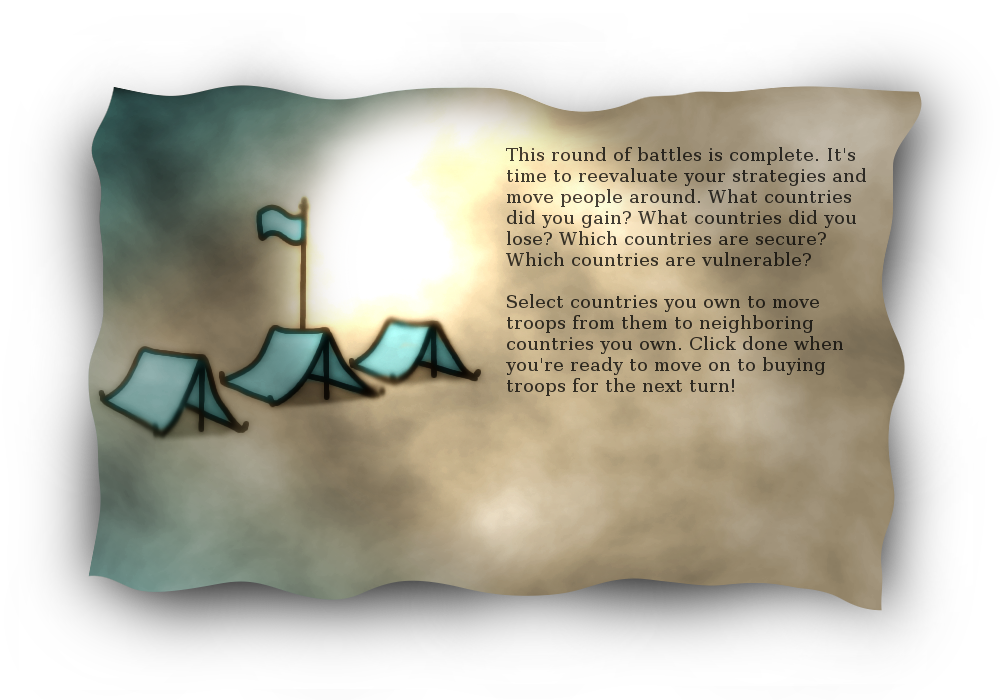 This round of battles is complete. It's
time to reevaluate your strategies and
move people around. What countries
did you gain? What countries did you
lose? Which countries are secure?
Which countries are vulnerable?
Select countries you own to move
troops from them to neighboring
countries you own. Click done when
you're ready to move on to buying
troops for the next turn!